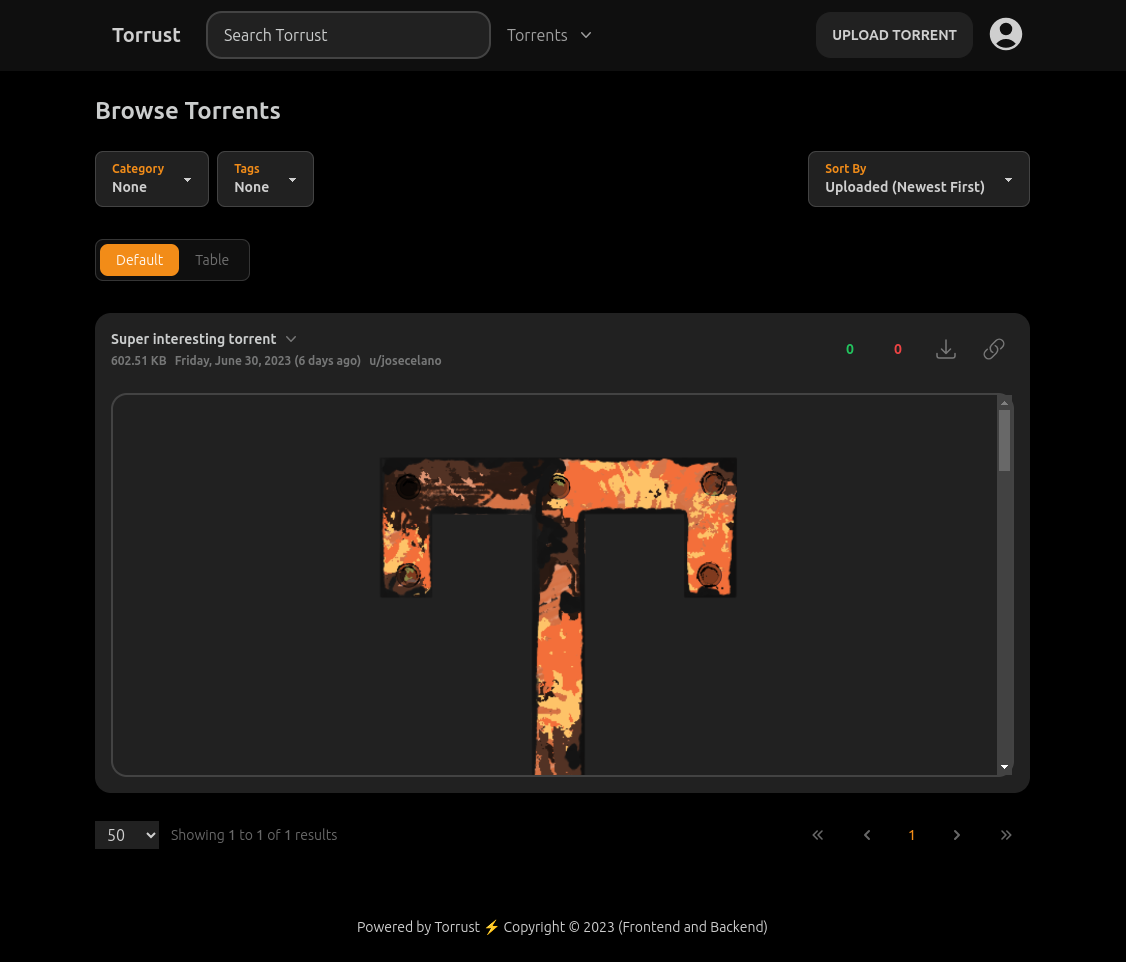 Torrust
Search Torrust
Torrents
UPLOAD TORRENT
Browse Torrents
Category
None
Tags
None
Sort By
Uploaded (Newest First)
Default
Table
Super interesting torrent
602.51 KB Friday, June 30, 2023 (6 days ago) u/josecelano
0
0
50
Showing 1 to 1 of 1 results
« ‹ 1 › »
Powered by Torrust ⚡ Copyright © 2023 (Frontend and Backend)